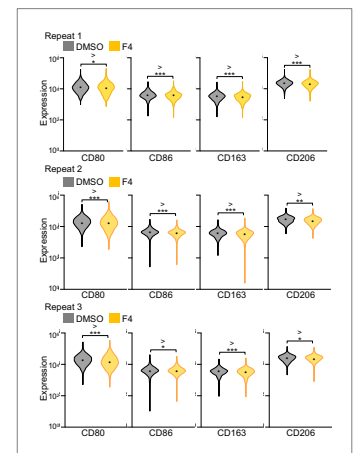 Repeat 1
DMSO F4
Expression
> > > >
* *** *** ***
CD80 CD86 CD163 CD206
Repeat 2
DMSO F4
Expression
> > > >
*** *** *** **
CD80 CD86 CD163 CD206
Repeat 3
DMSO F4
Expression
> > > >
*** * *** *
CD80 CD86 CD163 CD206